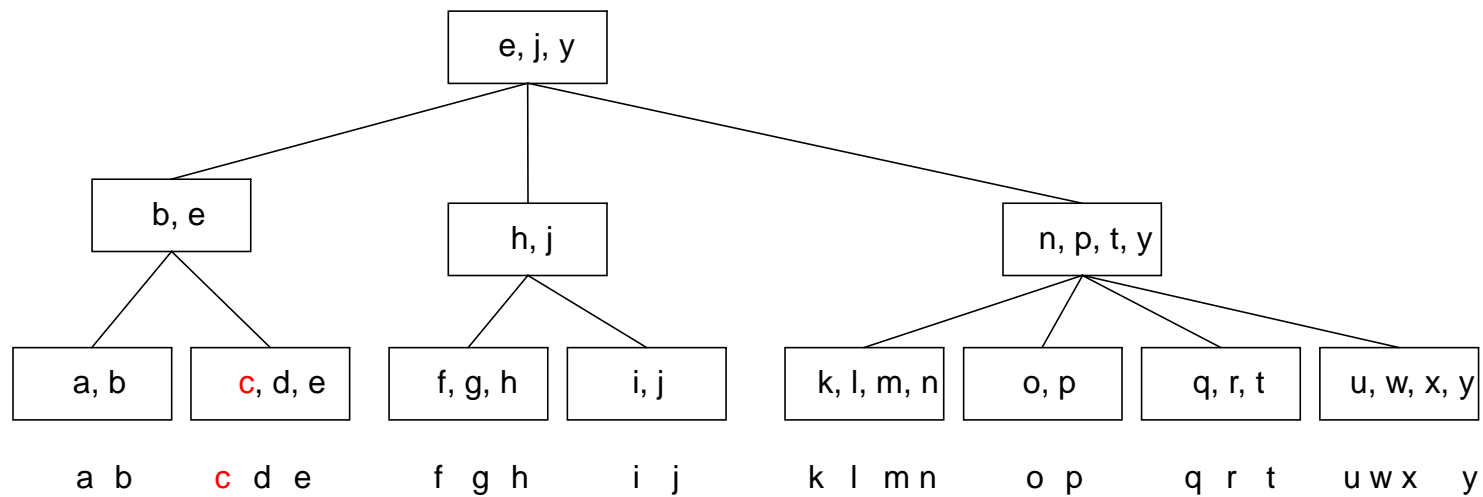 e, j, y
b, e
h, j
n, p, t, y
a, b
c, d, e
f, g, h
i, j
k, l, m, n
o, p
q, r, t
u, w, x, y
a b c d e f g h i j k l m n o p q r t u w x y